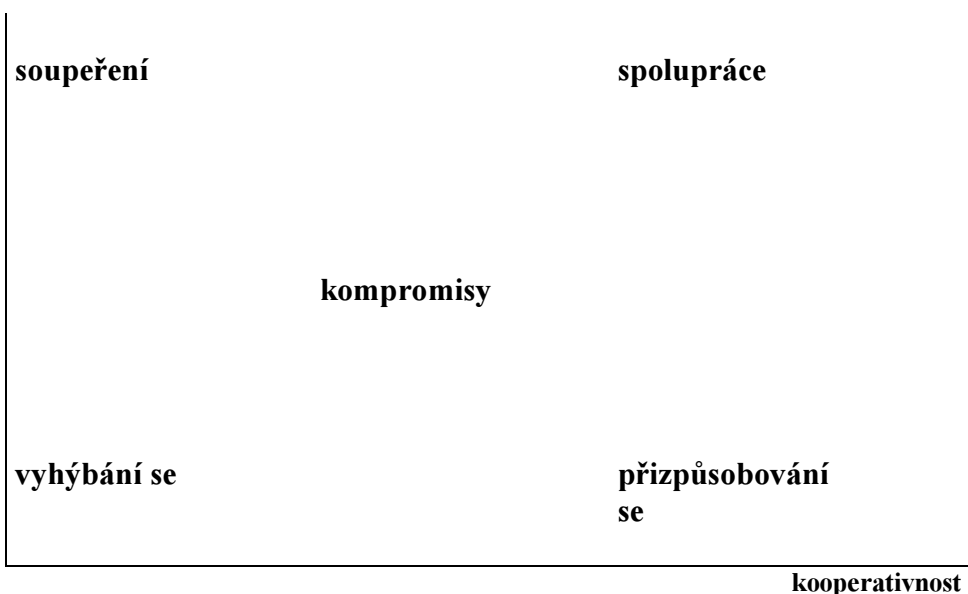 soupeření spolupráce
kompromisy
vyhýbání se přizpůsobování
se
kooperativnost